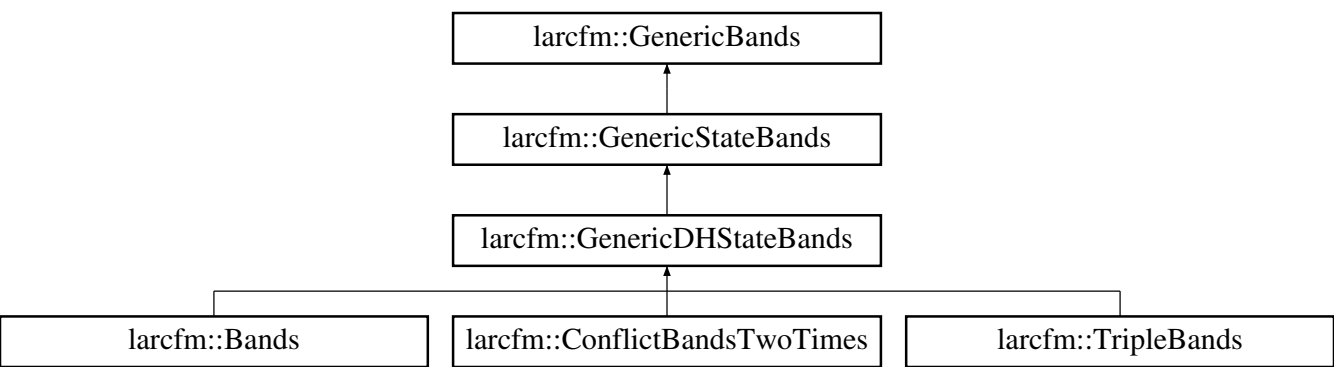 larcfm::GenericBands
larcfm::GenericStateBands
larcfm::GenericDHStateBands
larcfm::Bands
larcfm::ConflictBandsTwoTimes
larcfm::TripleBands